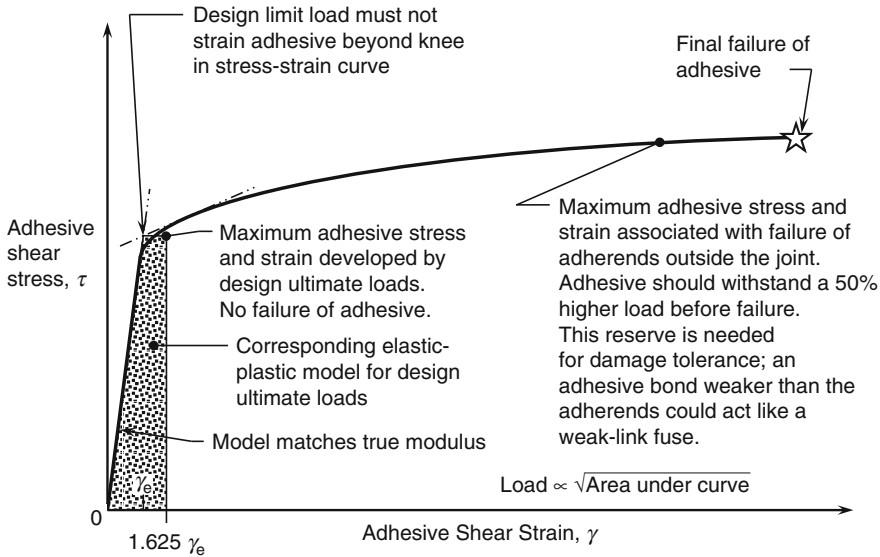 Design limit load must not
strain adhesive beyond knee
in stress-strain curve
Final failure of
adhesive
Adhesive
shear
stress, τ
Maximum adhesive stress
and strain developed by
design ultimate loads.
No failure of adhesive.
Corresponding elastic-
plastic model for design
ultimate loads
Model matches true modulus
Maximum adhesive stress and
strain associated with failure of
adherends outside the joint.
Adhesive should withstand a 50%
higher load before failure.
This reserve is needed
for damage tolerance; an
adhesive bond weaker than the
adherends could act like a
weak-link fuse.
Load ∝ √Area under curve
γe
0
1.625 γe
Adhesive Shear Strain, γ